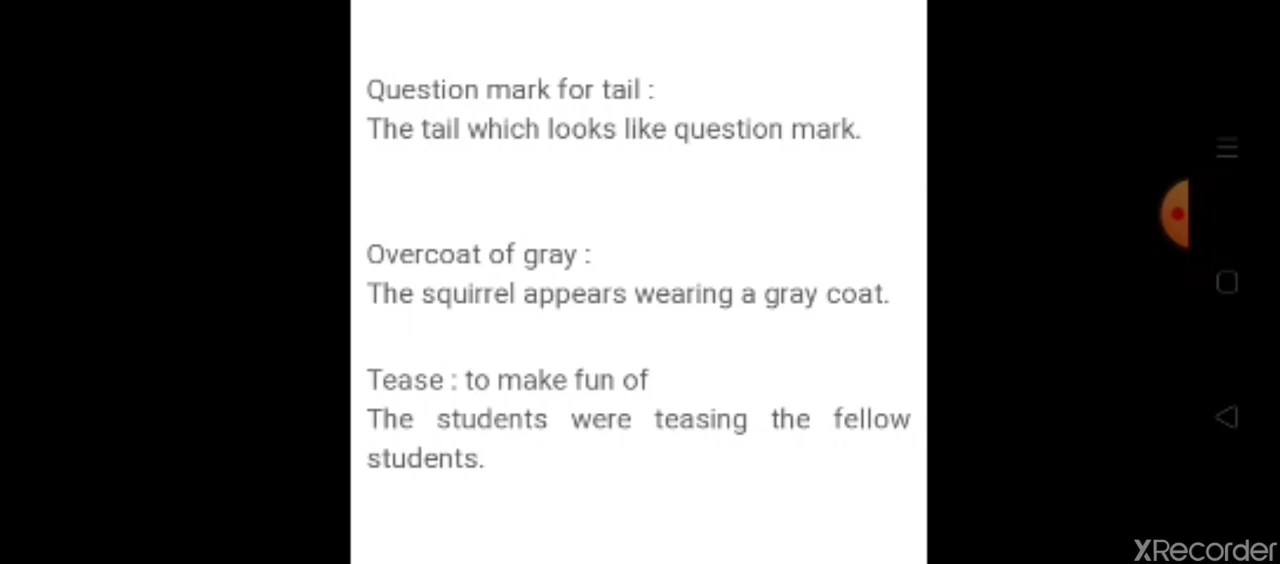 Question mark for tail :
The tail which looks like question mark.
Overcoat of gray :
The squirrel appears wearing a gray coat.
Tease : to make fun of
The students were teasing the fellow
students.
XRecorder